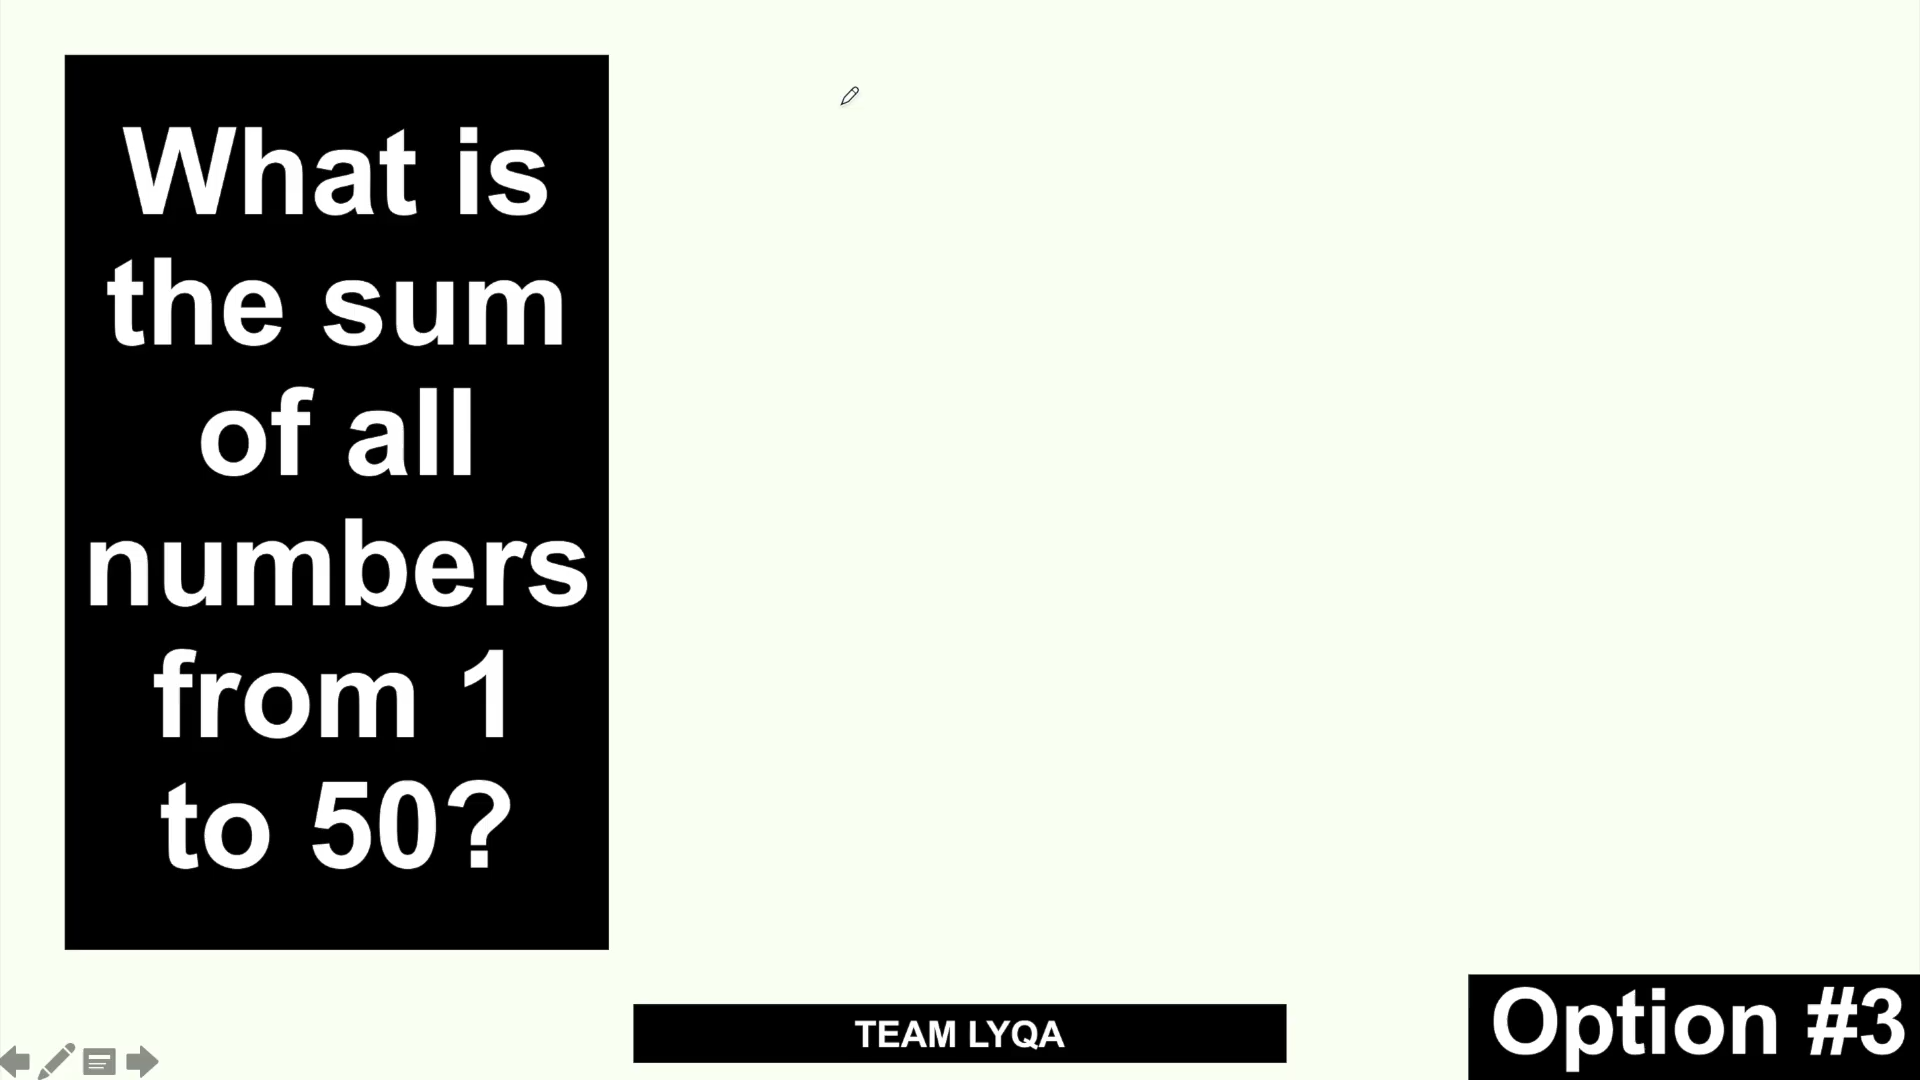 What is
the sum
of all
numbers
from 1
to 50?
TEAM LYQA
Option #3